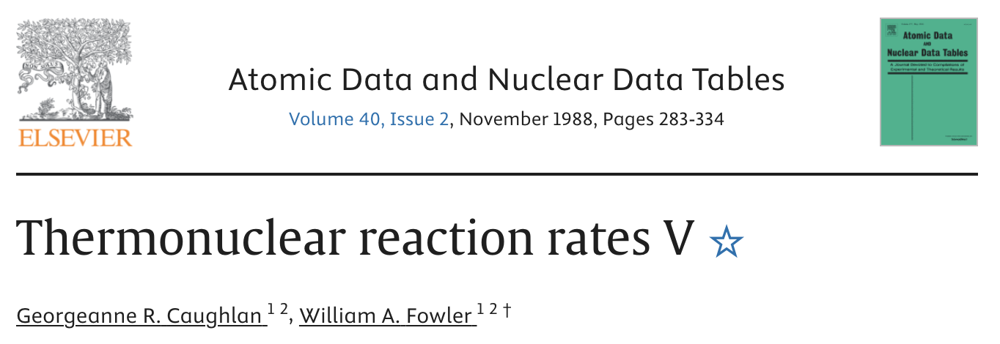 NON SOLUS
ELSEVIER
Atomic Data and Nuclear Data Tables
Volume 40, Issue 2, November 1988, Pages 283-334
Atomic Data
AND
Nuclear Data Tables
A Journal Devoted to Compilations of
Experimental and Theoretical Results
Thermonuclear reaction rates V ☆
Georgeanne R. Caughlan 1 2, William A. Fowler 1 2 †